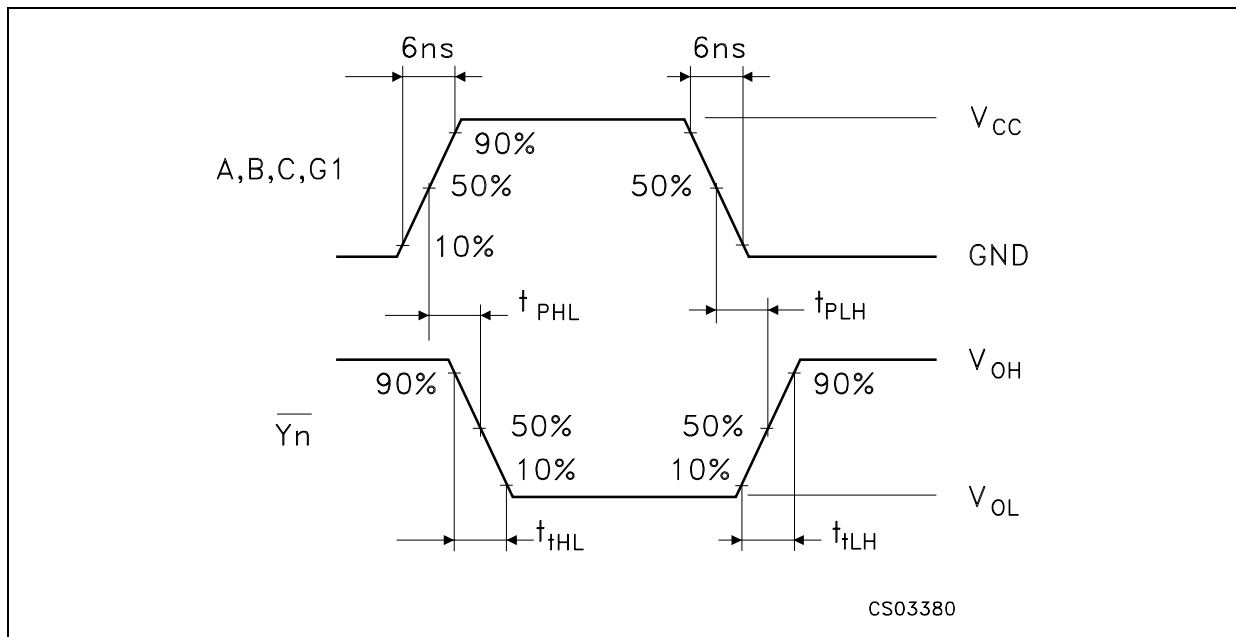 6ns 6ns
V_CC
90%
A,B,C,G1 50% 50%
10% GND
t_PHL t_PLH
V_OH
90% 90%
Yn 50% 50%
10% 10%
V_OL
t_tHL t_tLH
CS03380